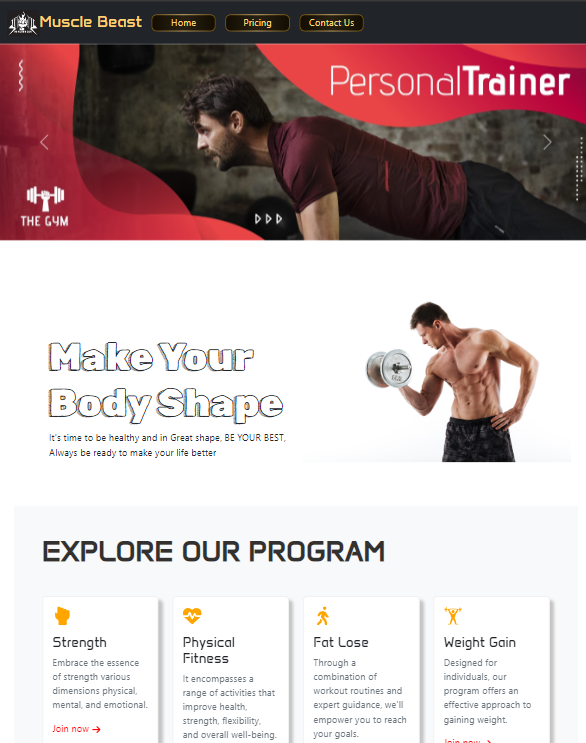 Muscle Beast
Home
Pricing
Contact Us
PersonalTrainer
THE GYM
Make Your
Body Shape
It's time to be healthy and in Great shape, BE YOUR BEST,
Always be ready to make your life better
EXPLORE OUR PROGRAM
Strength
Embrace the essence
of strength various
dimensions physical,
mental, and emotional.
Join now
Physical
Fitness
It encompasses a
range of activities that
improve health,
strength, flexibility,
and overall well-being.
Fat Lose
Through a
combination of
workout routines and
expert guidance, we'll
empower you to reach
your goals.
Weight Gain
Designed for
individuals, our
program offers an
effective approach to
gaining weight.
Join now